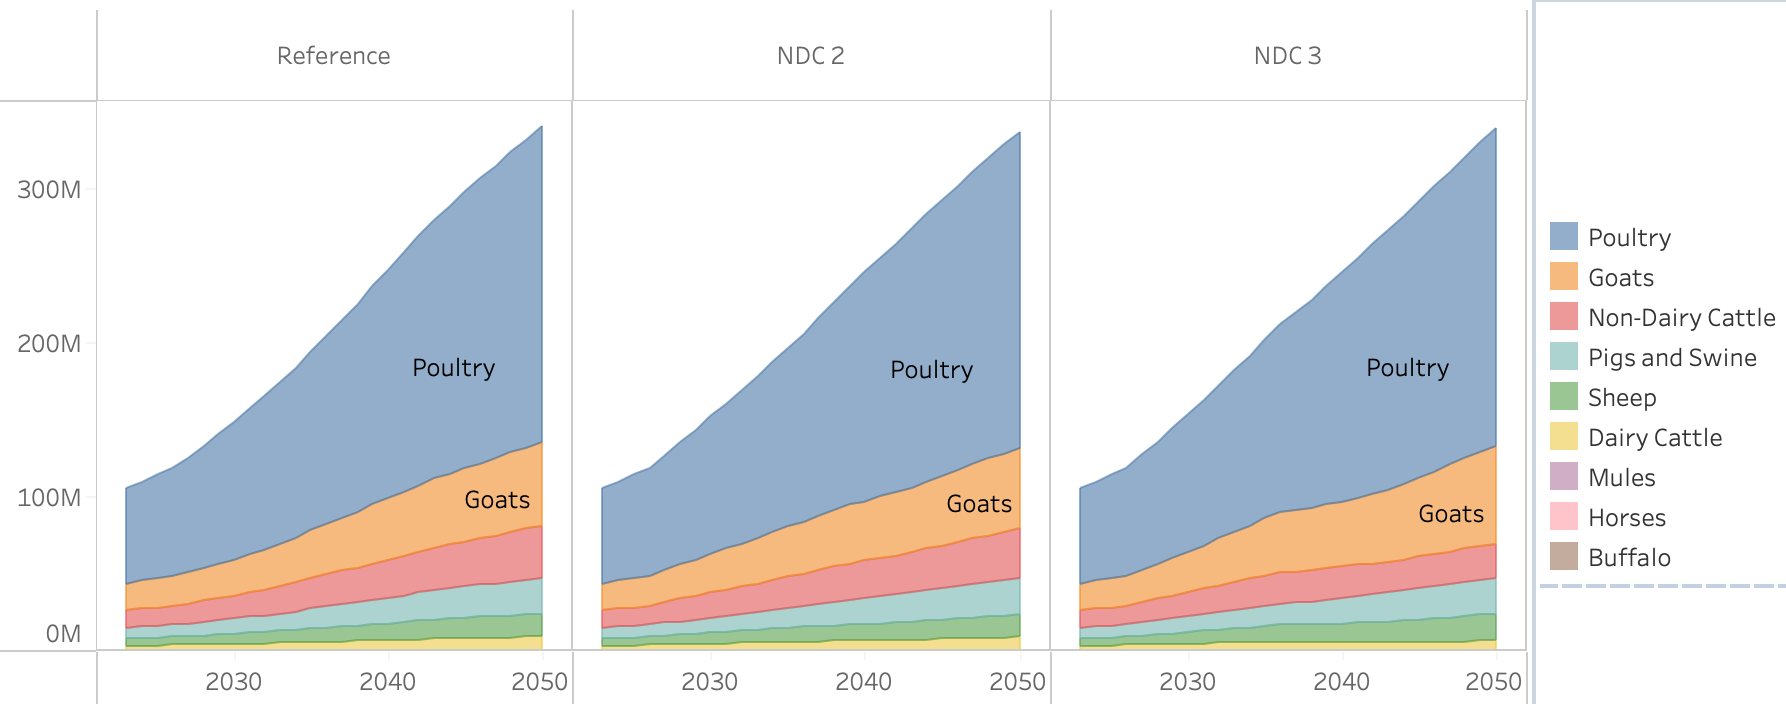 Reference
NDC 2
NDC 3
300M
200M
100M
0M
Poultry
Goats
Poultry
Goats
Poultry
Goats
2030
2040
2050
2030
2040
2050
2030
2040
2050
Poultry
Goats
Non-Dairy Cattle
Pigs and Swine
Sheep
Dairy Cattle
Mules
Horses
Buffalo